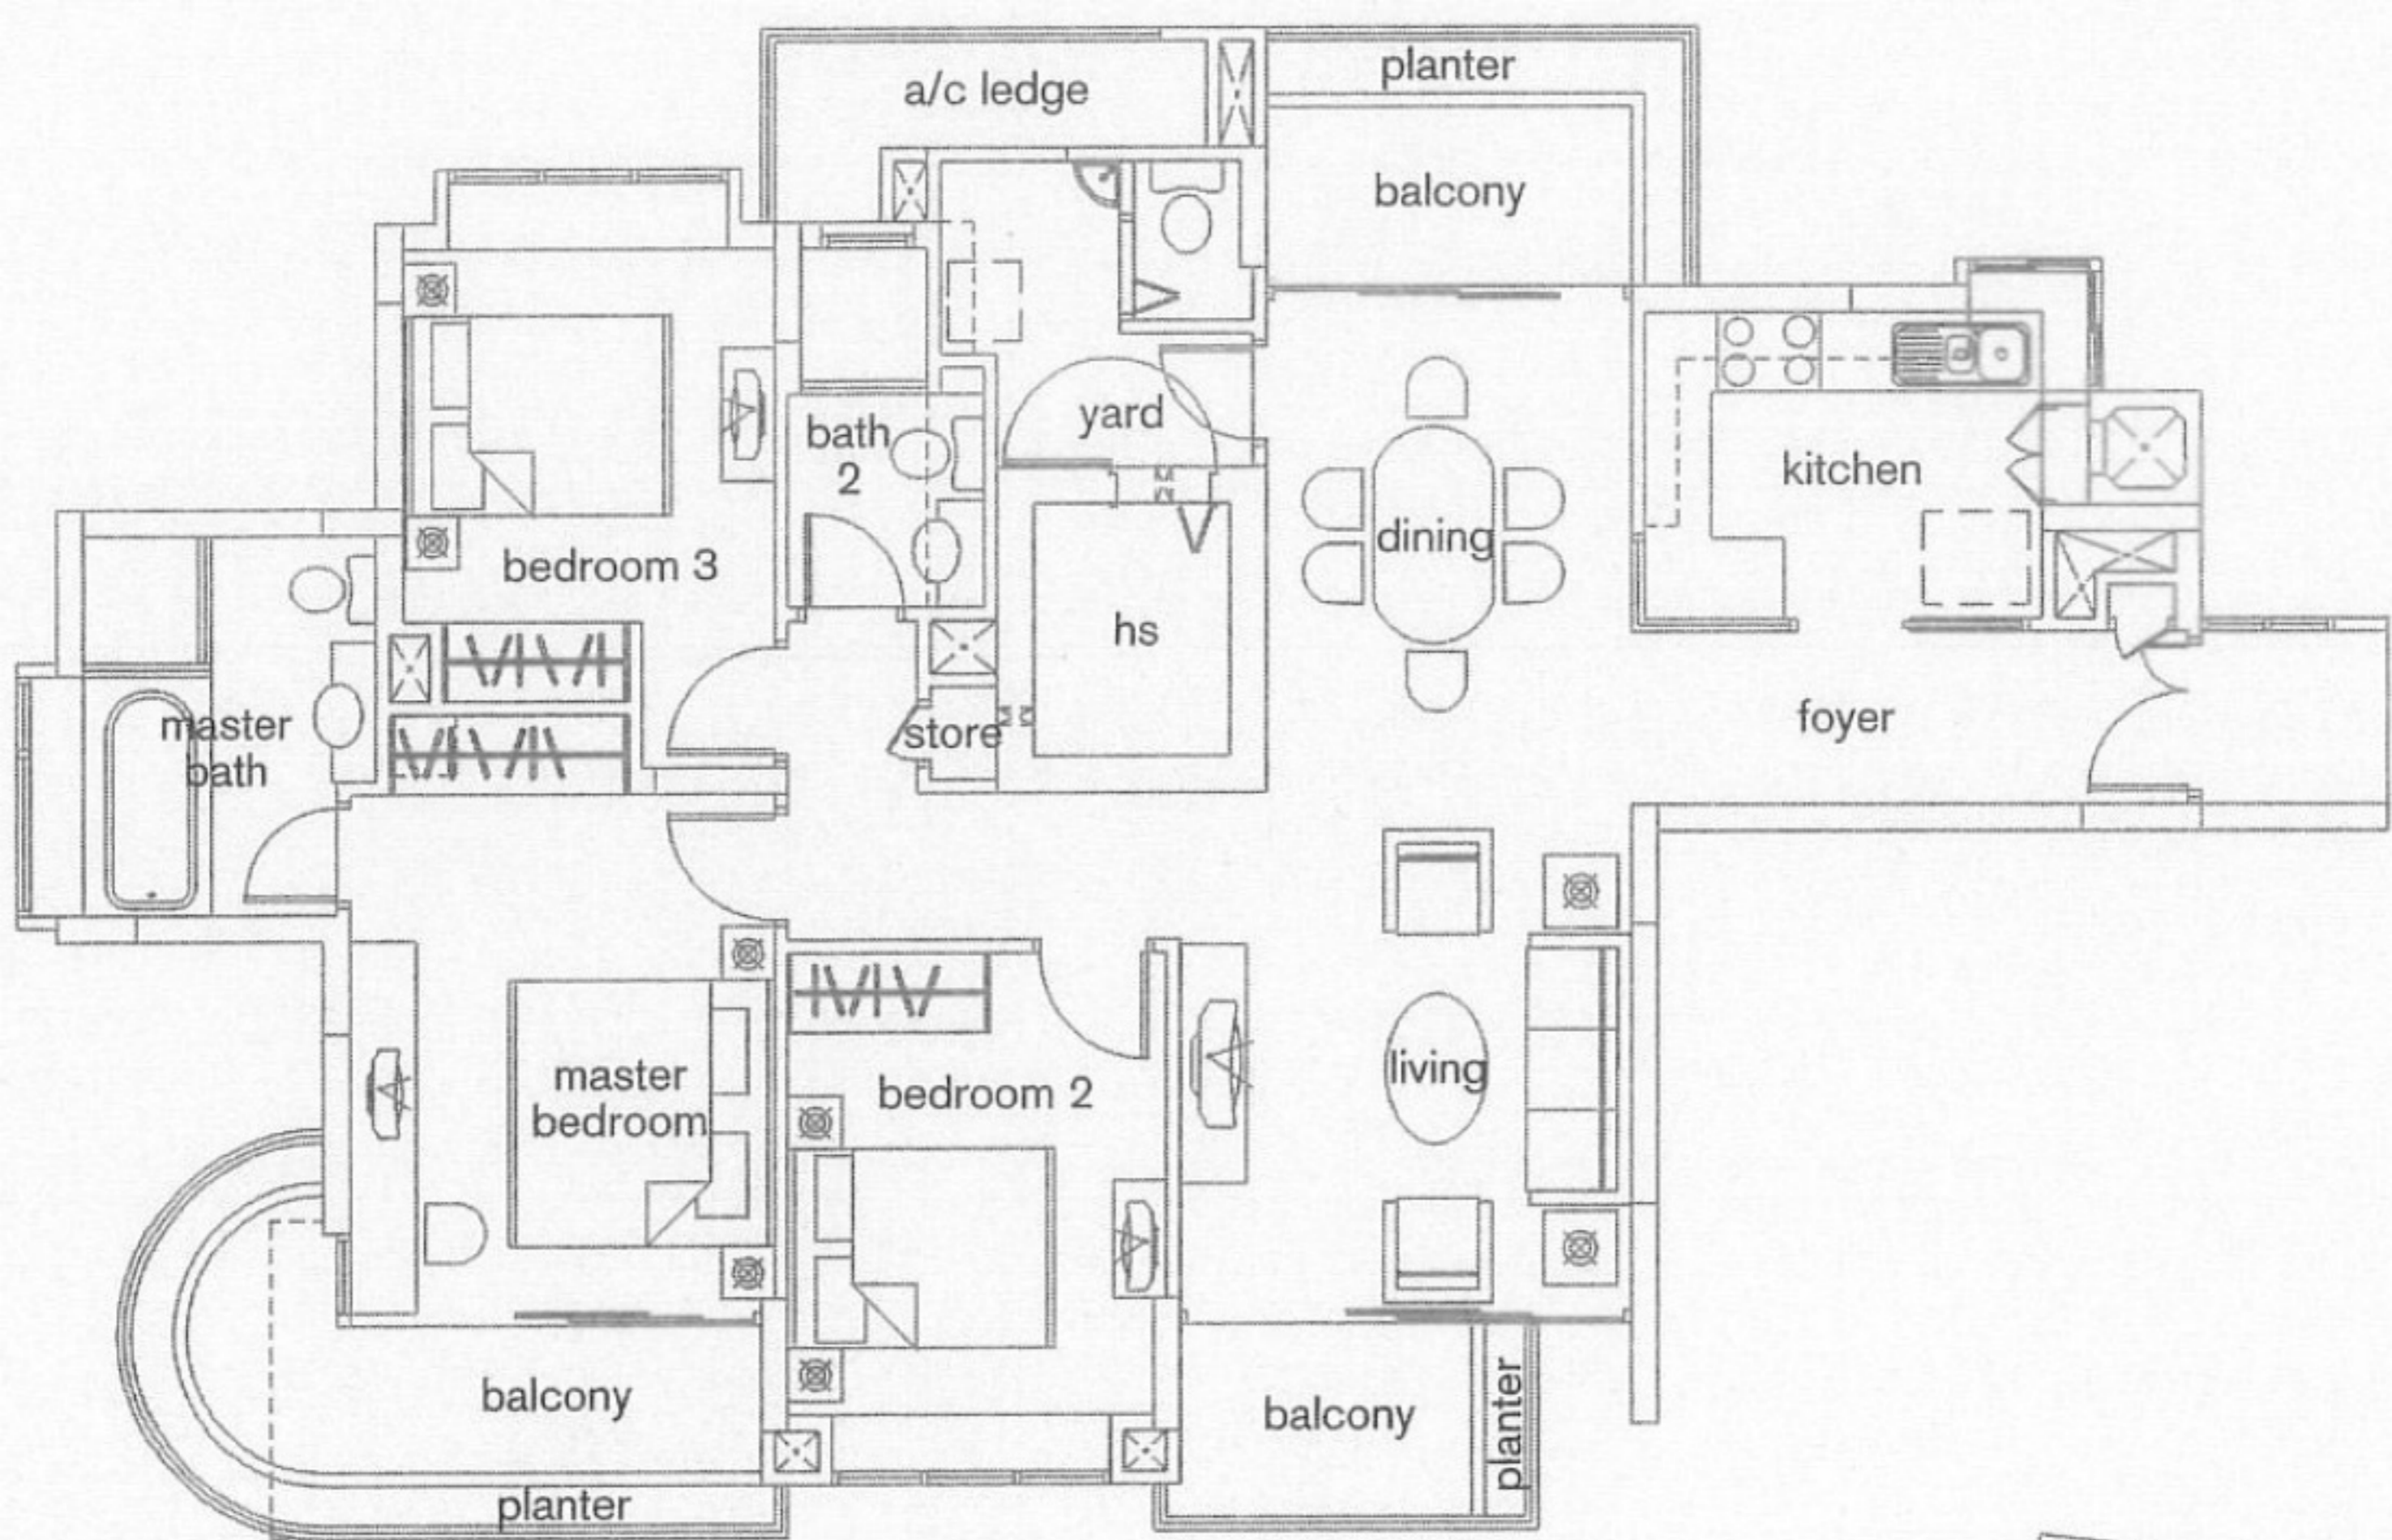 planter
a/c ledge
balcony
yard
bath
2
kitchen
dining
bedroom 3
hs
master
bath
store
foyer
master
bedroom
bedroom 2
living
balcony
balcony
planter
planter